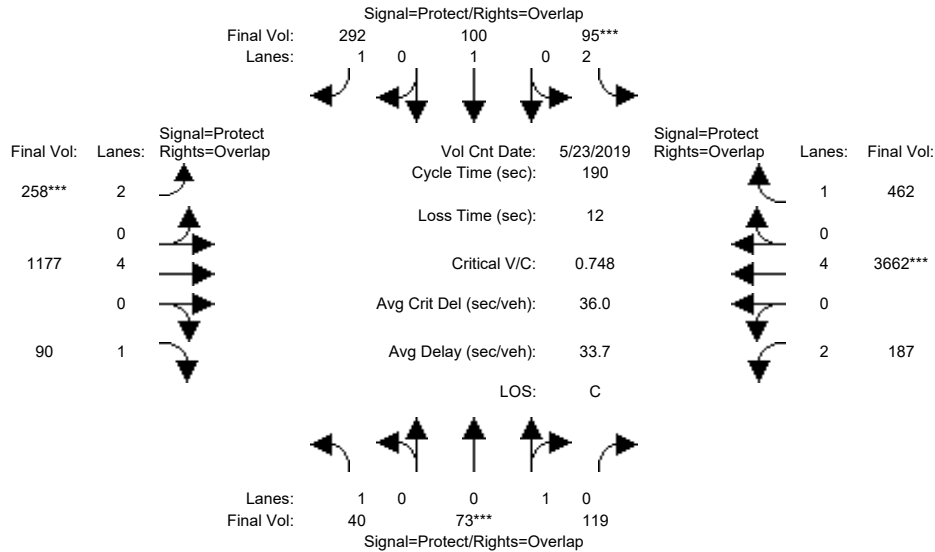 Signal=Protect/Rights=Overlap
Final Vol: 292 100 95***
Lanes: 1 0 1 0 2
Signal=Protect Signal=Protect
Final Vol: Lanes: Rights=Overlap Vol Cnt Date: 5/23/2019 Rights=Overlap Lanes: Final Vol:
Cycle Time (sec): 190
258*** 2 1 462
Loss Time (sec): 12
0 0
1177 4 Critical V/C: 0.748 4 3662***
0 Avg Crit Del (sec/veh): 36.0 0
90 1 Avg Delay (sec/veh): 33.7 2 187
LOS: C
Lanes: 1 0 0 1 0
Final Vol: 40 73*** 119
Signal=Protect/Rights=Overlap